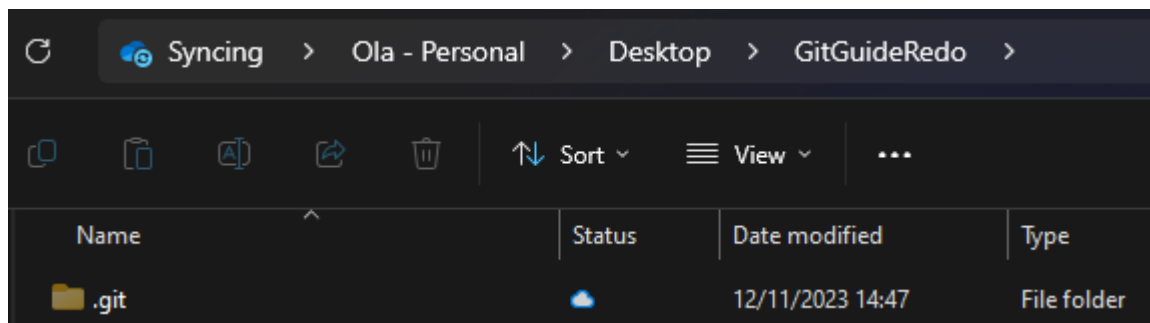 Syncing > Ola - Personal > Desktop > GitGuideRedo >
Sort View
Name Status Date modified Type
.git 12/11/2023 14:47 File folder